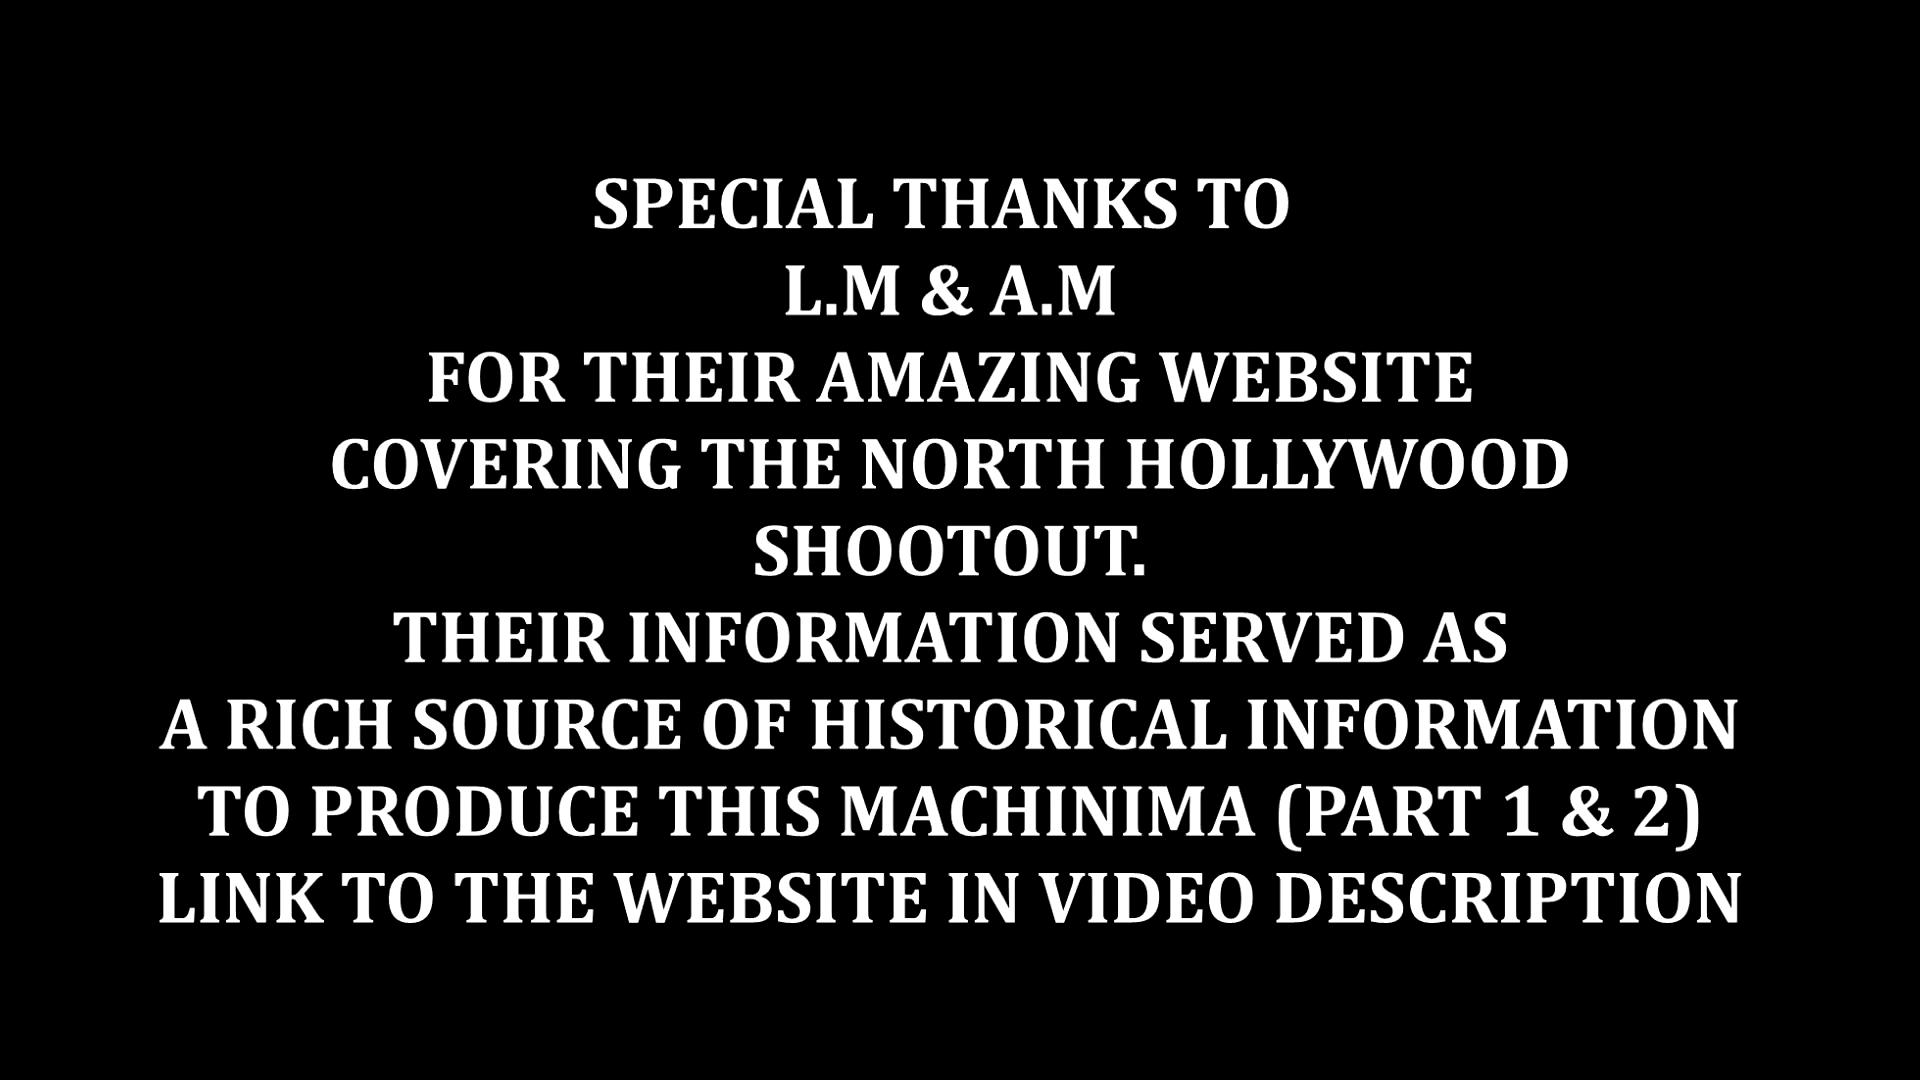 SPECIAL THANKS TO
L.M & A.M
FOR THEIR AMAZING WEBSITE
COVERING THE NORTH HOLLYWOOD
SHOOTOUT.
THEIR INFORMATION SERVED AS
A RICH SOURCE OF HISTORICAL INFORMATION
TO PRODUCE THIS MACHINIMA (PART 1 & 2)
LINK TO THE WEBSITE IN VIDEO DESCRIPTION